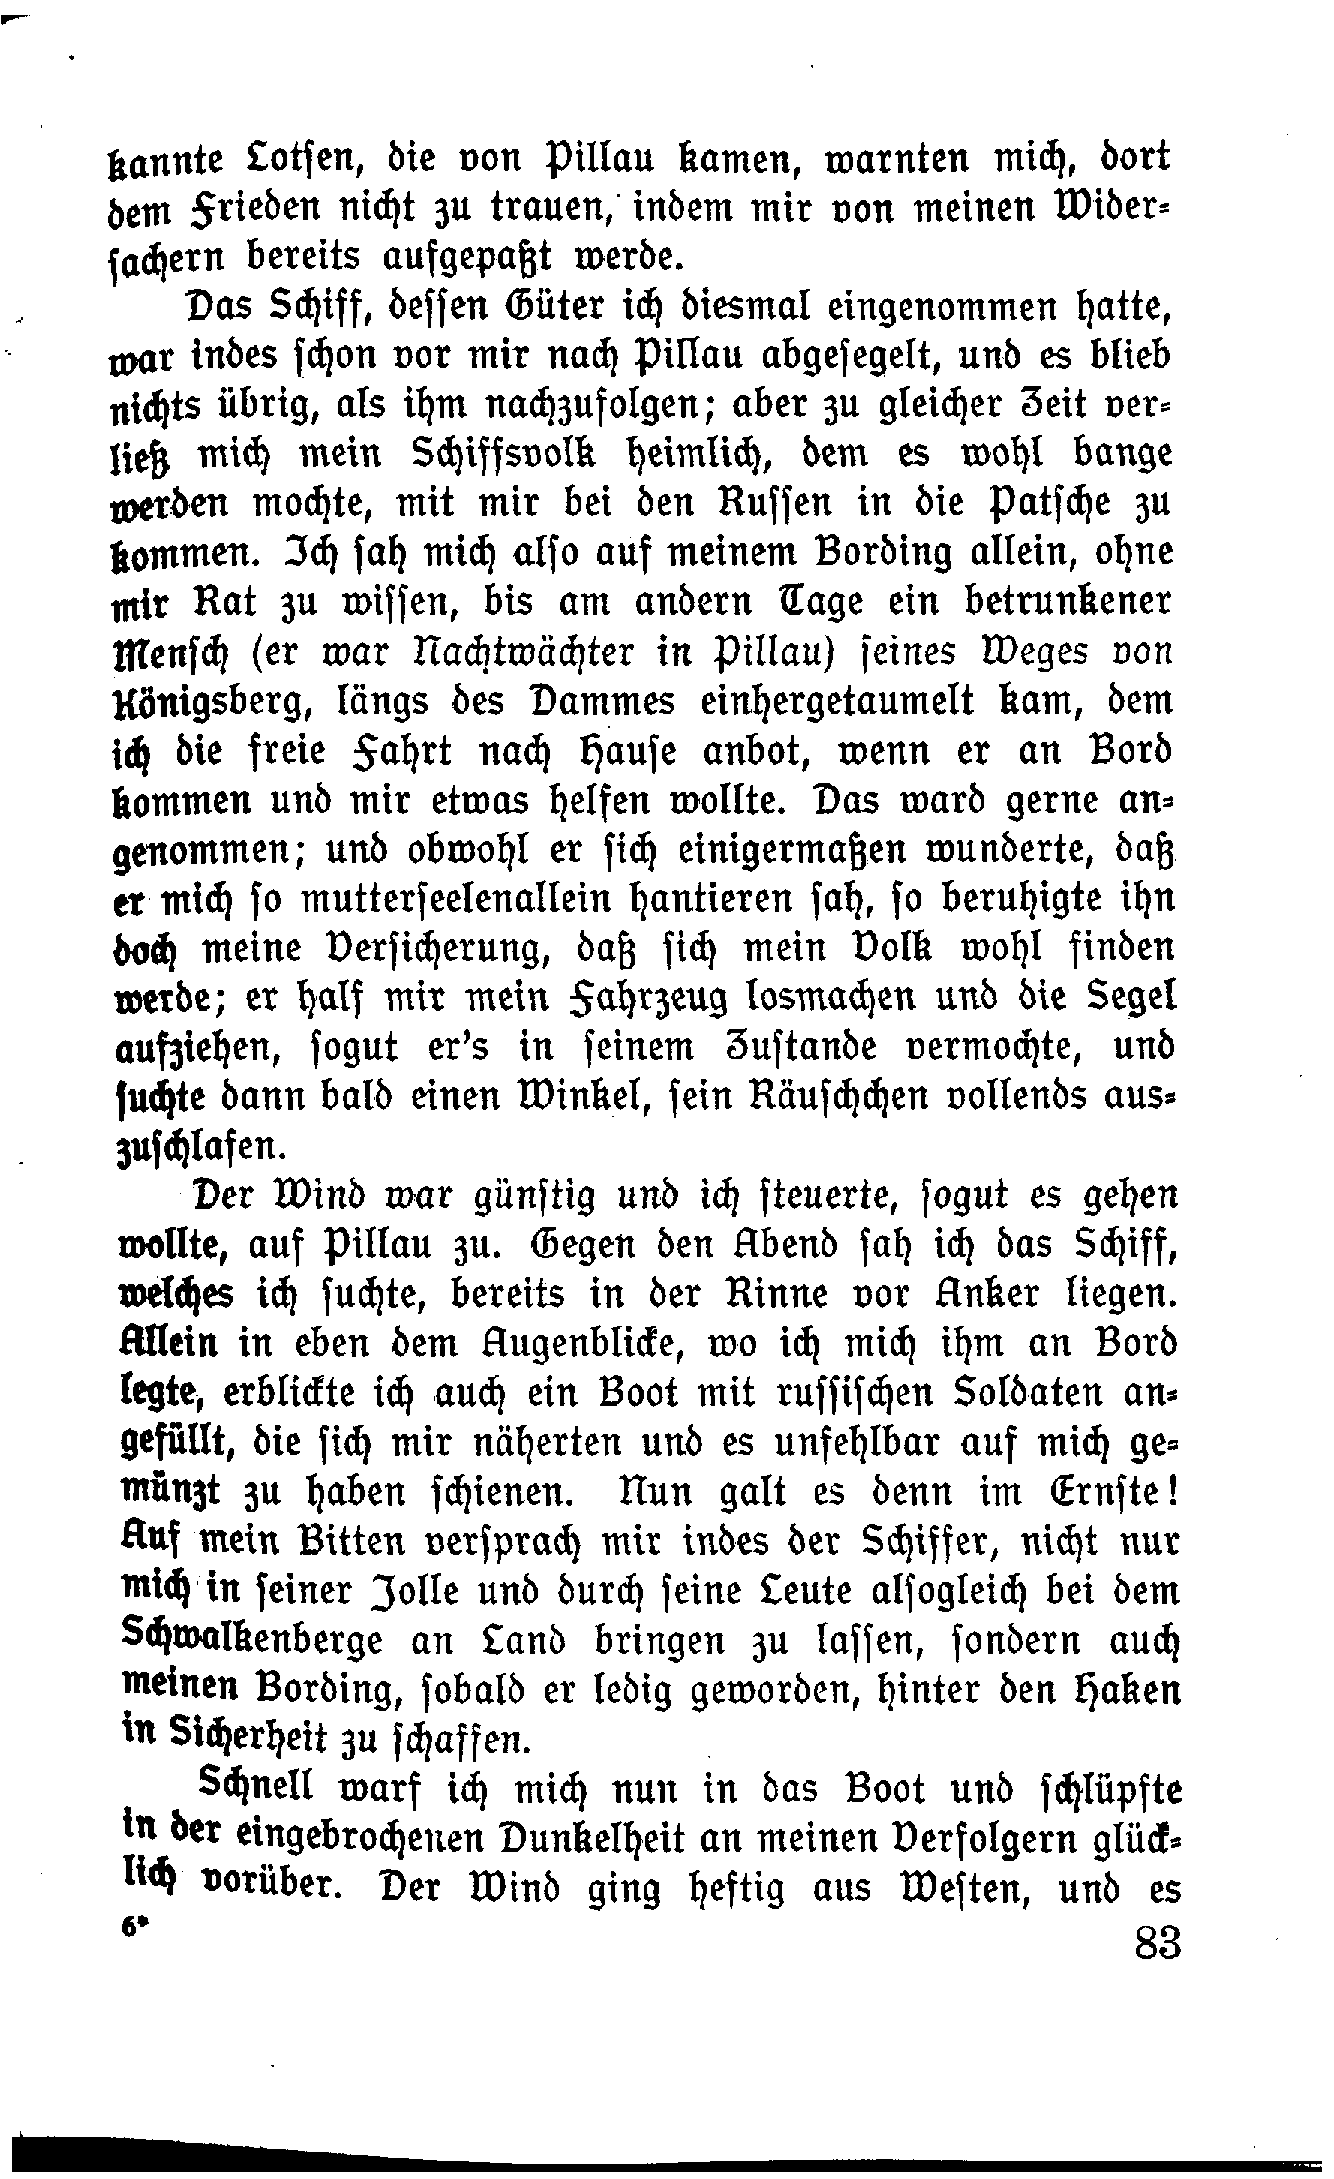 kannte Lotsen, die von Pillau kamen, warnten mich, dort
dem Frieden nicht zu trauen, indem mir von meinen Wider-
sachern bereits aufgepaßt werde.
Das Schiff, dessen Güter ich diesmal eingenommen hatte,
war indes schon vor mir nach Pillau abgesegelt, und es blieb
nichts übrig, als ihm nachzufolgen; aber zu gleicher Zeit ver-
ließ mich mein Schiffsvolk heimlich, dem es wohl bange
werden mochte, mit mir bei den Russen in die Patsche zu
kommen. Ich sah mich also auf meinem Bording allein, ohne
mir Rat zu wissen, bis am andern Tage ein betrunkener
Mensch (er war Nachtwächter in Pillau) seines Weges von
Königsberg, längs des Dammes einhergetaumelt kam, dem
ich die freie Fahrt nach Hause anbot, wenn er an Bord
kommen und mir etwas helfen wollte. Das ward gerne an-
genommen; und obwohl er sich einigermaßen wunderte, daß
er mich so mutterseelenallein hantieren sah, so beruhigte ihn
doch meine Versicherung, daß sich mein Volk wohl finden
werde; er half mir mein Fahrzeug losmachen und die Segel
aufziehen, sogut er's in seinem Zustande vermochte, und
suchte dann bald einen Winkel, sein Räuschchen vollends aus-
zuschlafen.
Der Wind war günstig und ich steuerte, sogut es gehen
wollte, auf Pillau zu. Gegen den Abend sah ich das Schiff,
welches ich suchte, bereits in der Rinne vor Anker liegen.
Allein in eben dem Augenblicke, wo ich mich ihm an Bord
legte, erblickte ich auch ein Boot mit russischen Soldaten an-
gefüllt, die sich mir näherten und es unfehlbar auf mich ge-
münzt zu haben schienen. Nun galt es denn im Ernste!
Auf mein Bitten versprach mir indes der Schiffer, nicht nur
mich in seiner Jolle und durch seine Leute alsogleich bei dem
Schwalkenberge an Land bringen zu lassen, sondern auch
meinen Bording, sobald er ledig geworden, hinter den Haken
in Sicherheit zu schaffen.
Schnell warf ich mich nun in das Boot und schlüpfte
in der eingebrochenen Dunkelheit an meinen Verfolgern glück-
lich vorüber. Der Wind ging heftig aus Westen, und es
6*
83